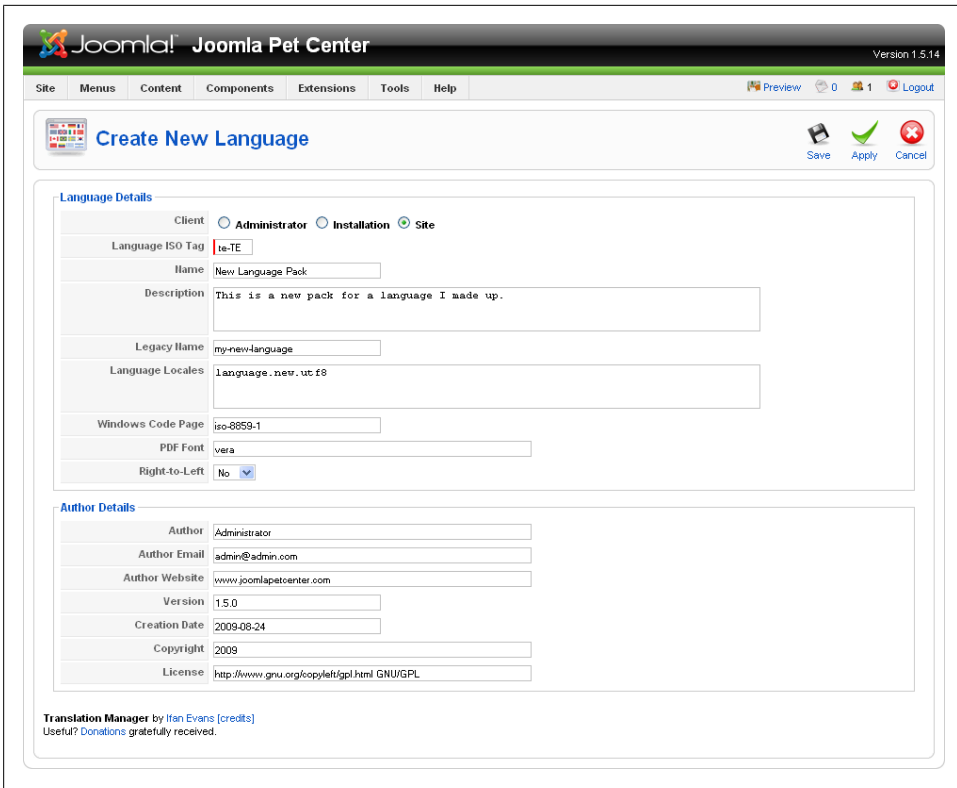 Joomla! Joomla Pet Center
Version 1.5.14
Site Menus Content Components Extensions Tools Help Preview 0 1 Logout
Create New Language
Save Apply Cancel
Language Details
Client Administrator Installation Site
Language ISO Tag te-TE
Name New Language Pack
Description This is a new pack for a language I made up.
Legacy Name my-new-language
Language Locales language.new.utf8
Windows Code Page iso-8859-1
PDF Font vera
Right-to-Left No
Author Details
Author Administrator
Author Email admin@admin.com
Author Website www.joomlapetcenter.com
Version 1.5.0
Creation Date 2009-08-24
Copyright 2009
License http://www.gnu.org/copyleft/gpl.html GNU/GPL
Translation Manager by Ifan Evans [credits]
Useful? Donations gratefully received.